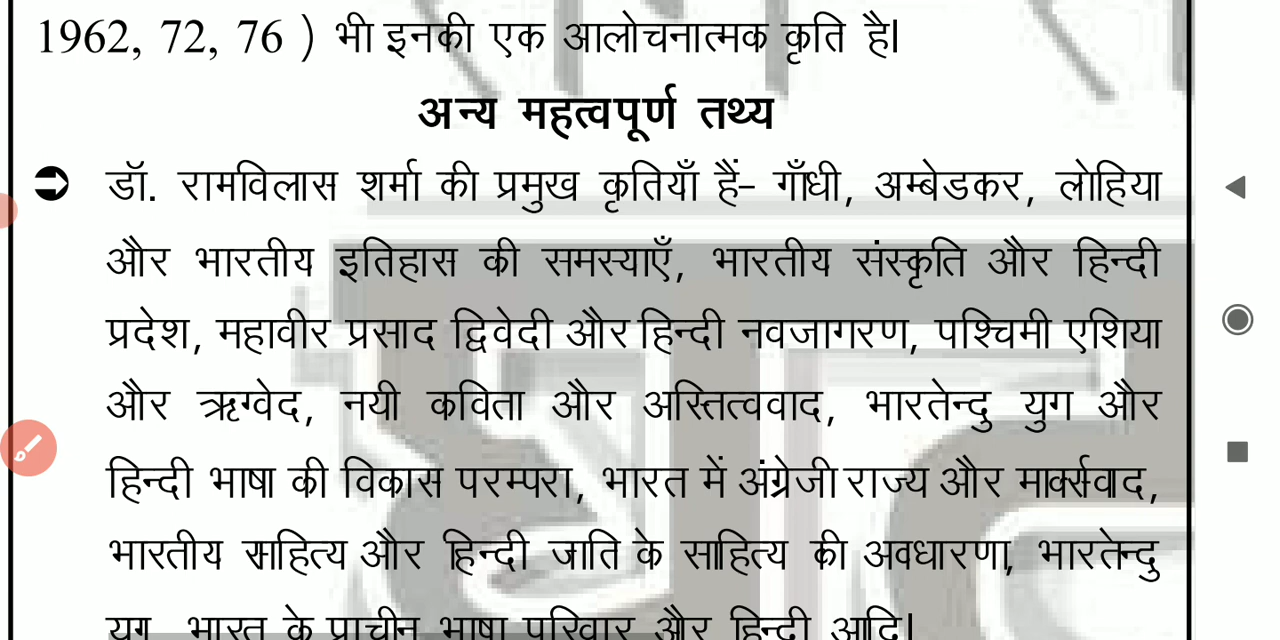 1962, 72, 76 ) भी इनकी एक आलोचनात्मक कृति है।
अन्य महत्वपूर्ण तथ्य
➲ डॉ. रामविलास शर्मा की प्रमुख कृतियाँ हैं– गाँधी, अम्बेडकर, लोहिया
और भारतीय इतिहास की समस्याएँ, भारतीय संस्कृति और हिन्दी
प्रदेश, महावीर प्रसाद द्विवेदी और हिन्दी नवजागरण, पश्चिमी एशिया
और ऋग्वेद, नयी कविता और अस्तित्ववाद, भारतेन्दु युग और
हिन्दी भाषा की विकास परम्परा, भारत में अंग्रेजी राज्य और मार्क्सवाद,
भारतीय साहित्य और हिन्दी जाति के साहित्य की अवधारणा, भारतेन्दु
युग, भारत के प्राचीन भाषा परिवार और हिन्दी आदि।